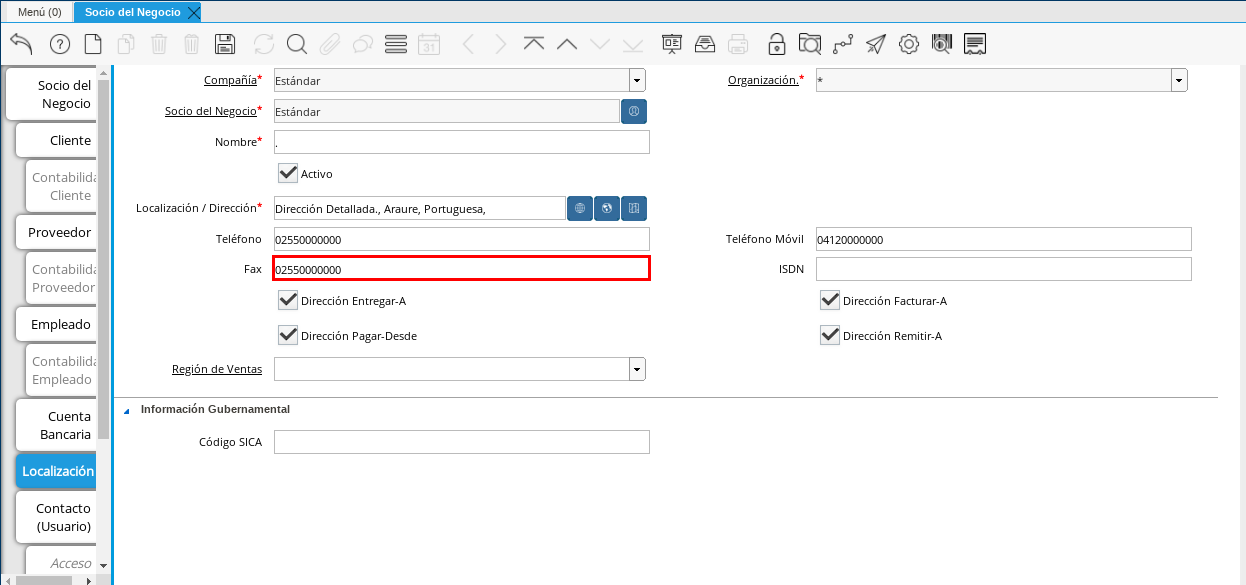 Menú (0)
Socio del Negocio
31
Socio del
Negocio
Cliente
Contabilida
Cliente
Proveedor
Contabilida
Proveedor
Empleado
Contabilida
Empleado
Cuenta
Bancaria
Localización
Contacto
(Usuario)
Acceso
Compañía* Estándar
Organización.* *
Socio del Negocio* Estándar
Nombre* .
Activo
Localización / Dirección* Dirección Detallada., Araure, Portuguesa,
Teléfono 02550000000
Teléfono Móvil 04120000000
Fax 02550000000
ISDN
Dirección Entregar-A
Dirección Facturar-A
Dirección Pagar-Desde
Dirección Remitir-A
Región de Ventas
Información Gubernamental
Código SICA